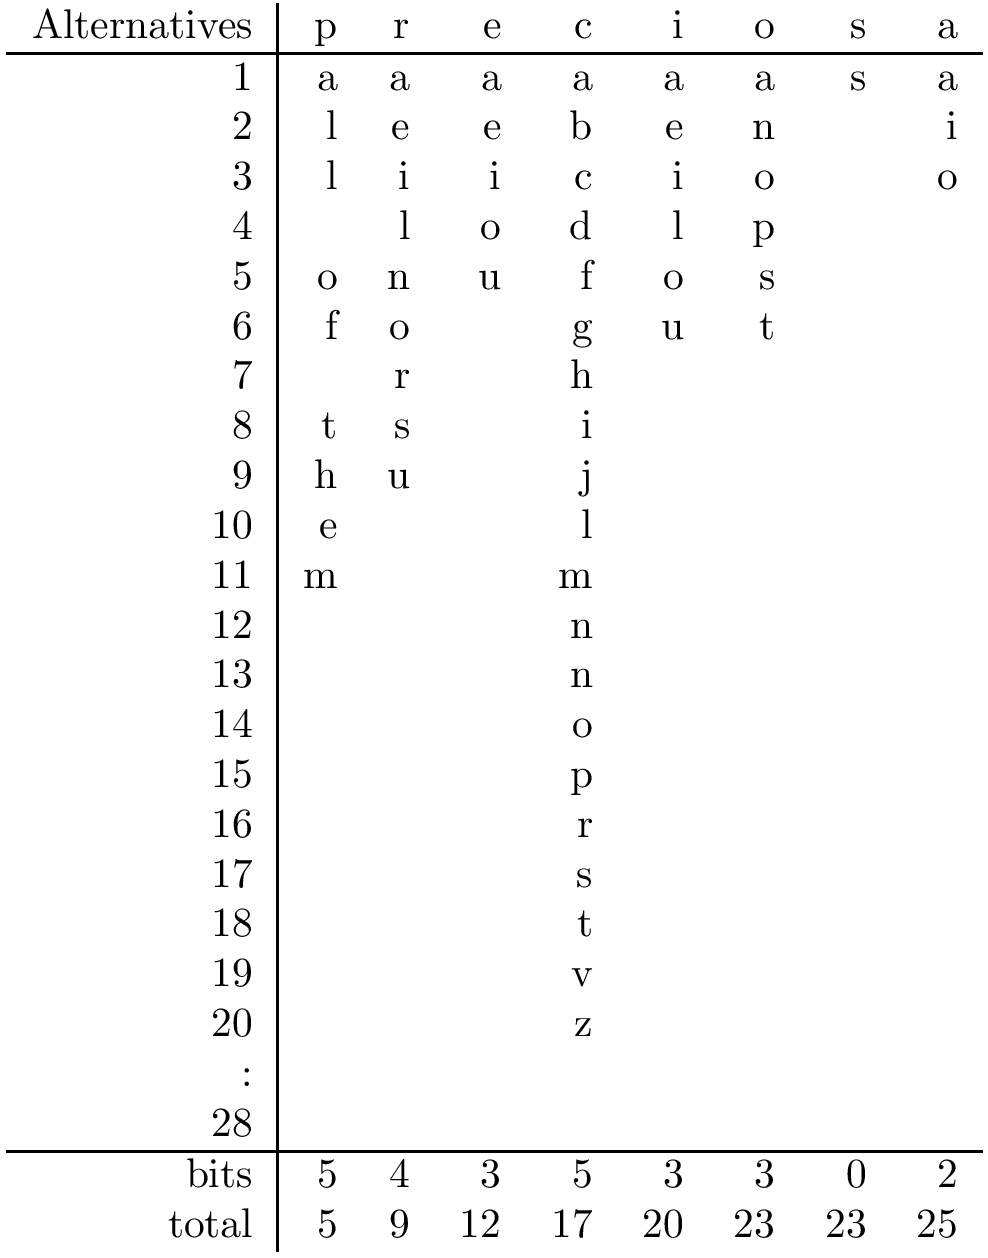 Alternatives p r e c i o s a
1 a a a a a a s a
2 l e e b e n i
3 l i i c i o o
4 l o d l p
5 o n u f o s
6 f o g u t
7 r h
8 t s i
9 h u j
10 e l
11 m m
12 n
13 n
14 o
15 p
16 r
17 s
18 t
19 v
20 z
:
28
bits 5 4 3 5 3 3 0 2
total 5 9 12 17 20 23 23 25